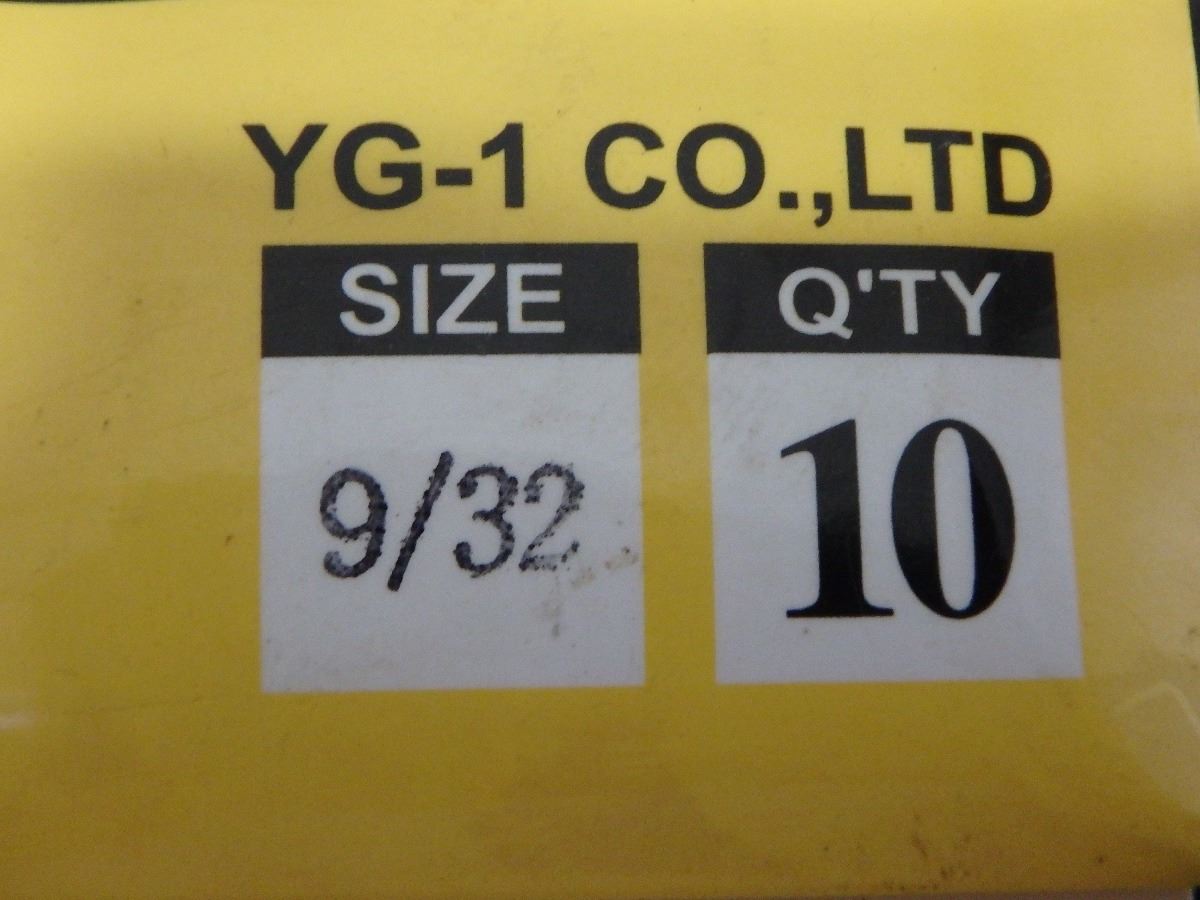 YG-1 CO.,LTD
SIZE Q'TY
9/32 10